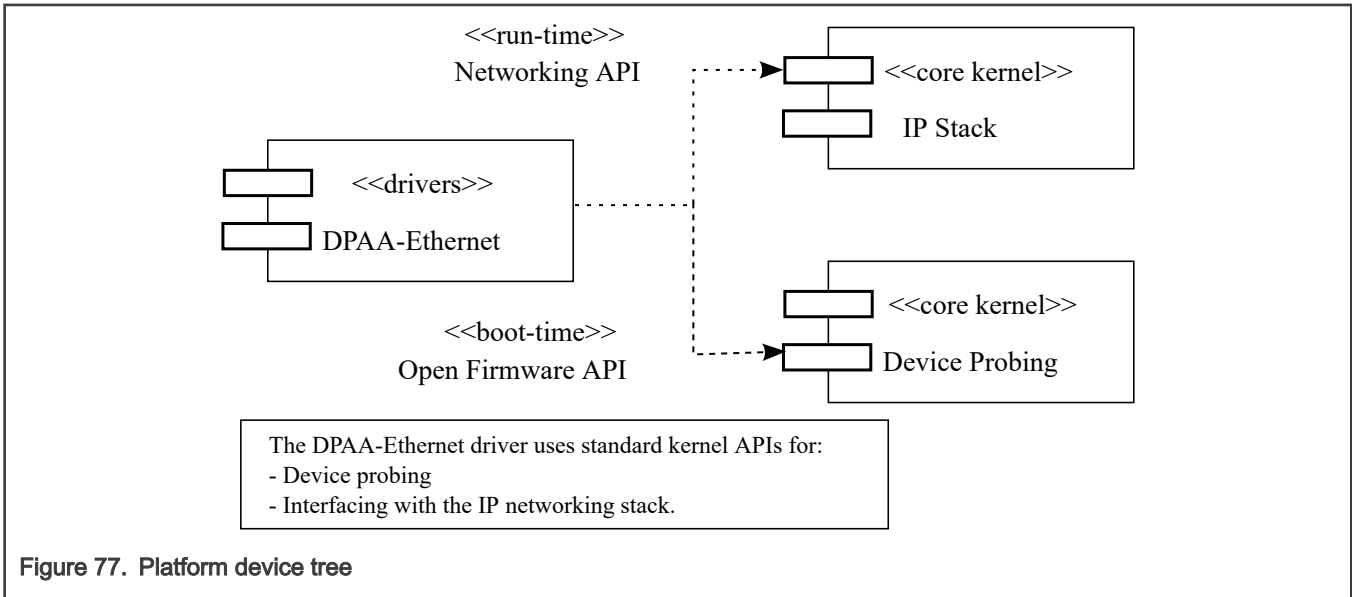 <<run-time>>
Networking API
<<core kernel>>
IP Stack
<<drivers>>
DPAA-Ethernet
<<boot-time>>
Open Firmware API
<<core kernel>>
Device Probing
The DPAA-Ethernet driver uses standard kernel APIs for:
- Device probing
- Interfacing with the IP networking stack.
Figure 77. Platform device tree